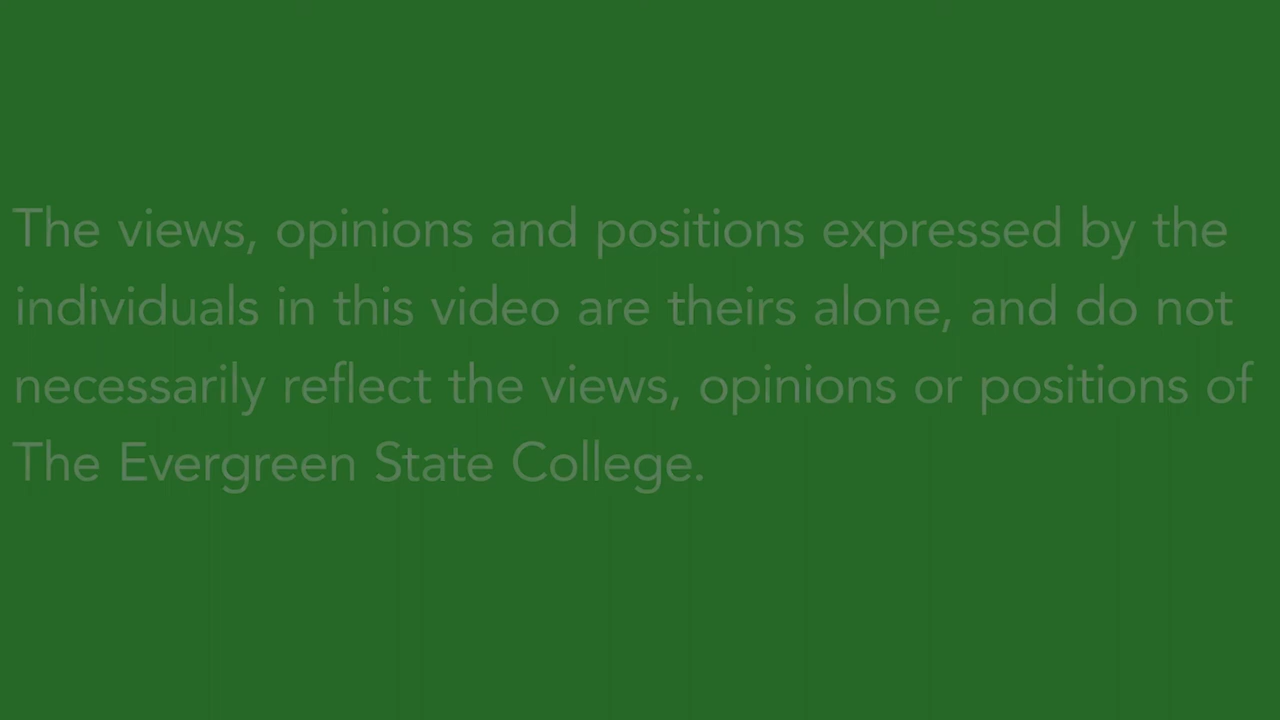 The views, opinions and positions expressed by the
individuals in this video are theirs alone, and do not
necessarily reflect the views, opinions or positions of
The Evergreen State College.